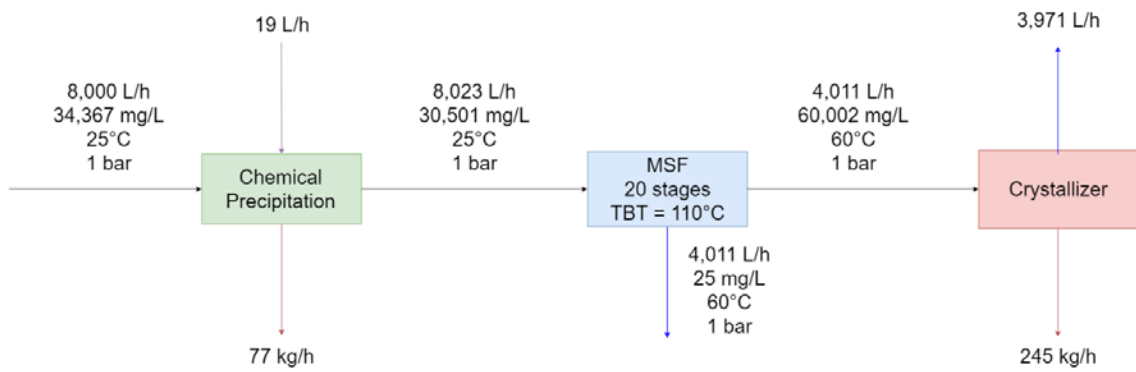 19 L/h
3,971 L/h
8,000 L/h
34,367 mg/L
25°C
1 bar
8,023 L/h
30,501 mg/L
25°C
1 bar
4,011 L/h
60,002 mg/L
60°C
1 bar
Chemical
Precipitation
MSF
20 stages
TBT = 110°C
Crystallizer
4,011 L/h
25 mg/L
60°C
1 bar
77 kg/h
245 kg/h